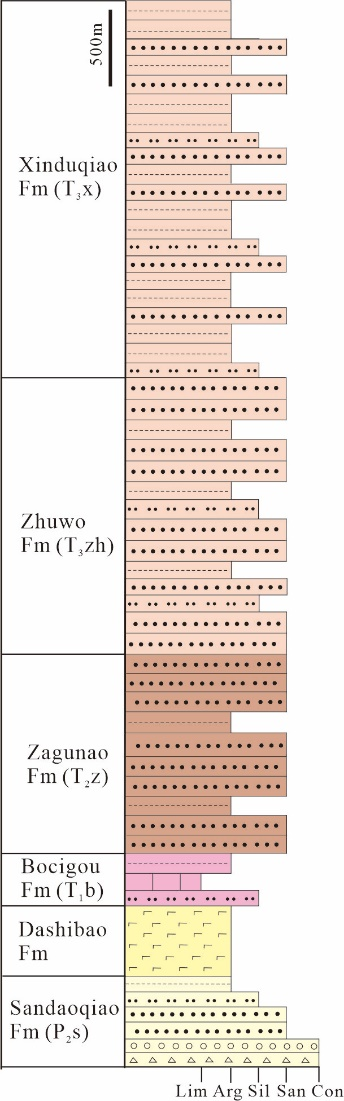 500m
Xinduqiao
Fm (T₃x)
Zhuwo
Fm (T₃zh)
Zagunao
Fm (T₂z)
Bocigou
Fm (T₁b)
Dashibao
Fm
Sandaoqiao
Fm (P₂s)
Lim Arg Sil San Con